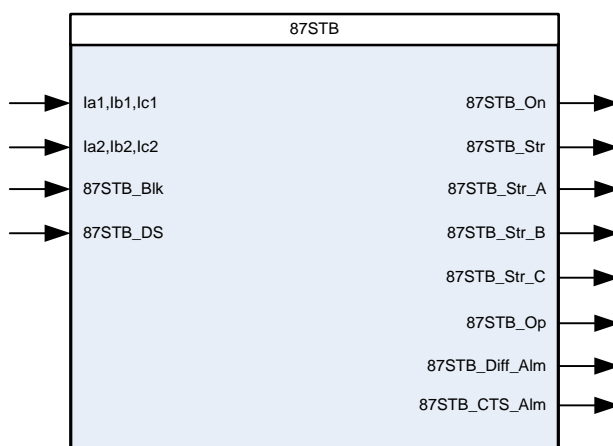 87STB
Ia1,Ib1,Ic1
87STB_On
Ia2,Ib2,Ic2
87STB_Str
87STB_Blk
87STB_Str_A
87STB_DS
87STB_Str_B
87STB_Str_C
87STB_Op
87STB_Diff_Alm
87STB_CTS_Alm